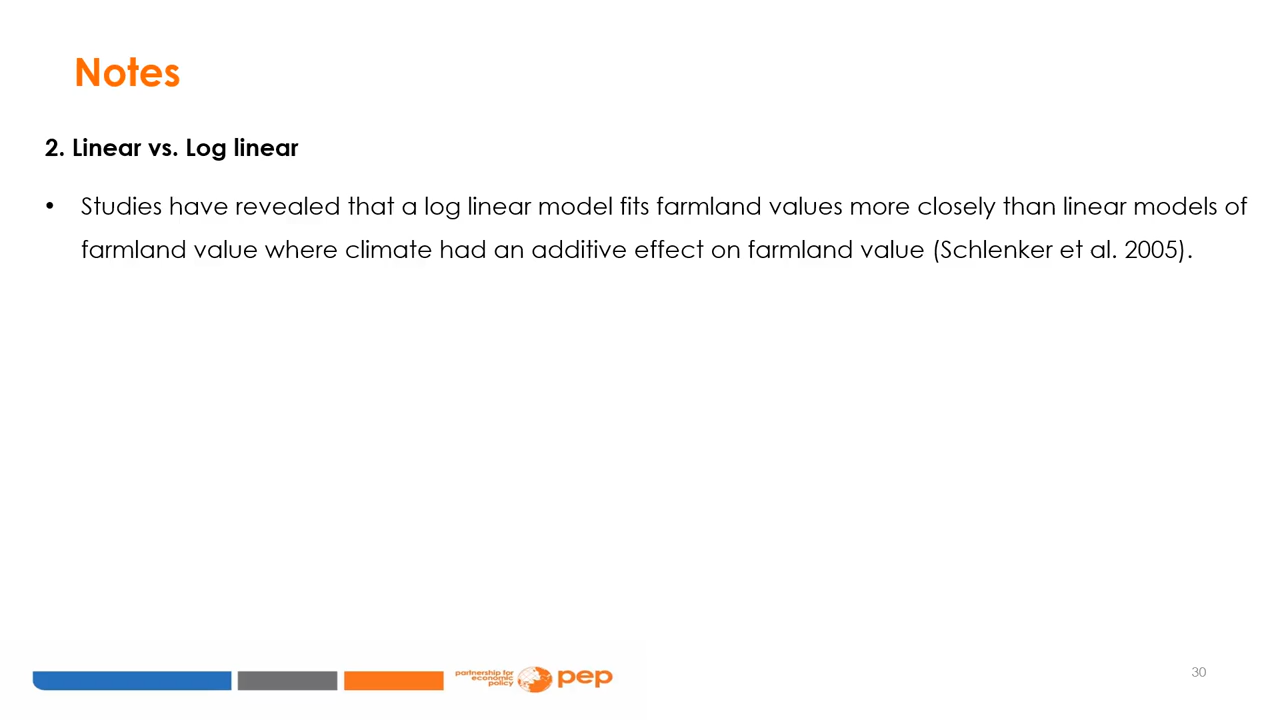 Notes
2. Linear vs. Log linear
• Studies have revealed that a log linear model fits farmland values more closely than linear models of
farmland value where climate had an additive effect on farmland value (Schlenker et al. 2005).
partnership for
economic
policy
pep
30